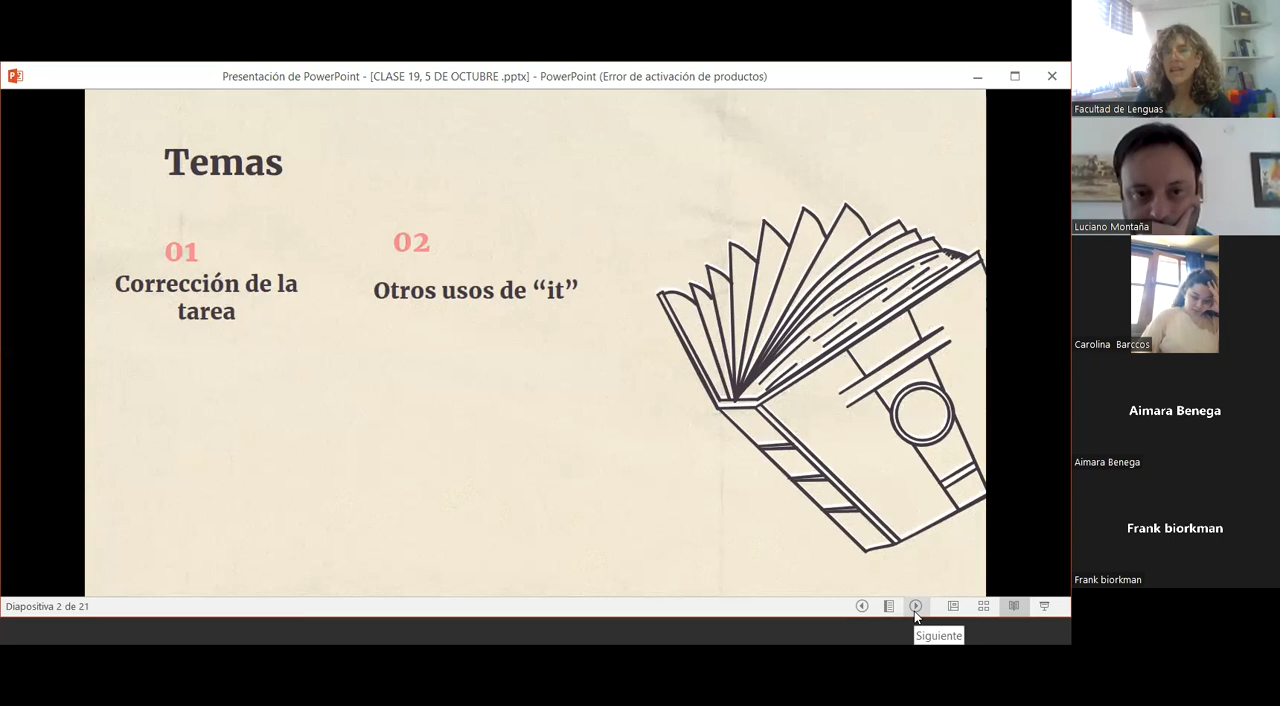 Presentación de PowerPoint - [CLASE 19, 5 DE OCTUBRE .pptx] - PowerPoint (Error de activación de productos)
Temas
01
Corrección de la
tarea
02
Otros usos de “it”
Diapositiva 2 de 21
Siguiente
Facultad de Lenguas
Luciano Montaña
Carolina Barccos
Aimara Benega
Aimara Benega
Frank biorkman
Frank biorkman